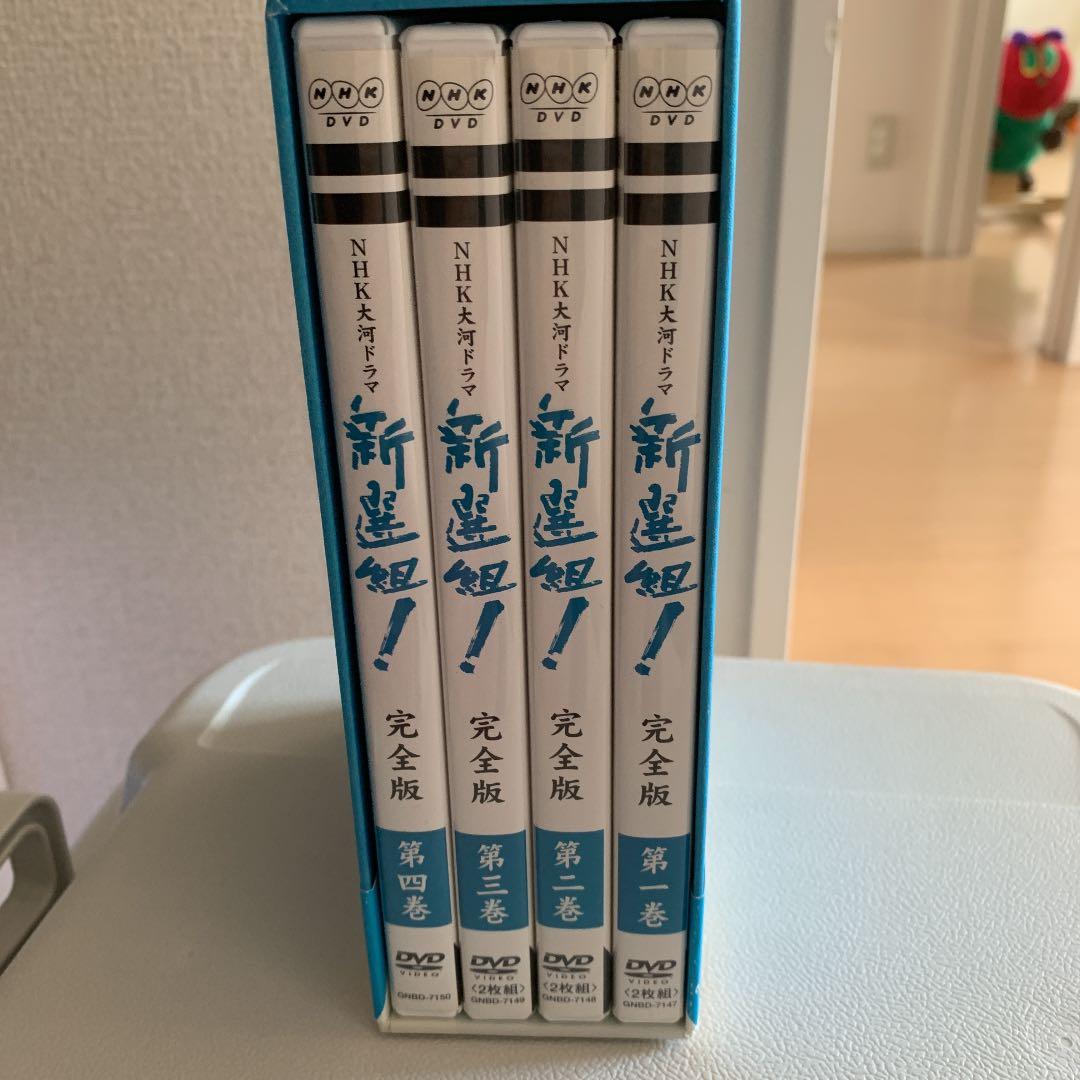 NHK
DVD
NHK大河ドラマ
新選組!
完全版
第四巻
DVD
VIDEO
GNBD-7150
NHK
DVD
NHK大河ドラマ
新選組!
完全版
第三巻
DVD
VIDEO
〈2枚組〉
GNBD-7149
NHK
DVD
NHK大河ドラマ
新選組!
完全版
第二巻
DVD
VIDEO
〈2枚組〉
GNBD-7148
NHK
DVD
NHK大河ドラマ
新選組!
完全版
第一巻
DVD
VIDEO
〈2枚組〉
GNBD-7147